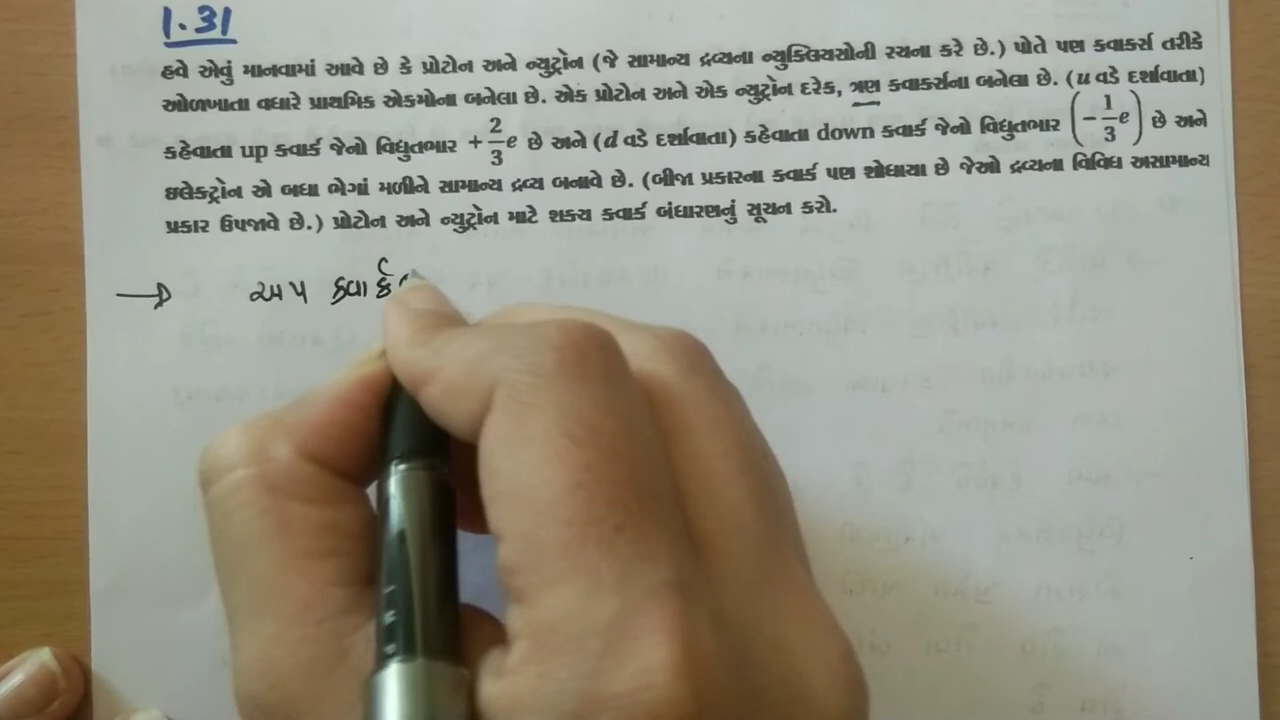 1.31
હવે એવું માનવામાં આવે છે કે પ્રોટોન અને ન્યુટ્રૉન (જે સામાન્ય દ્રવ્યના ન્યુક્લિયસોની રચના કરે છે.) પોતે પણ ક્વાર્ક્સ તરીકે
ઓળખાતા વધારે પ્રાથમિક એકમોના બનેલા છે. એક પ્રોટોન અને એક ન્યુટ્રૉન દરેક, ત્રણ ક્વાર્ક્સના બનેલા છે. (u વડે દર્શાવાતા)
કહેવાતા up ક્વાર્ક જેનો વિદ્યુતભાર +2/3e છે અને (d વડે દર્શાવાતા) કહેવાતા down ક્વાર્ક જેનો વિદ્યુતભાર (-1/3e) છે અને
ઇલેક્ટ્રૉન એ બધા ભેગાં મળીને સામાન્ય દ્રવ્ય બનાવે છે. (બીજા પ્રકારના ક્વાર્ક પણ શોધાયા છે જેઓ દ્રવ્યના વિવિધ અસામાન્ય
પ્રકાર ઉપજાવે છે.) પ્રોટોન અને ન્યુટ્રૉન માટે શક્ય ક્વાર્ક બંધારણનું સૂચન કરો.
→ અપ ક્વાર્ક